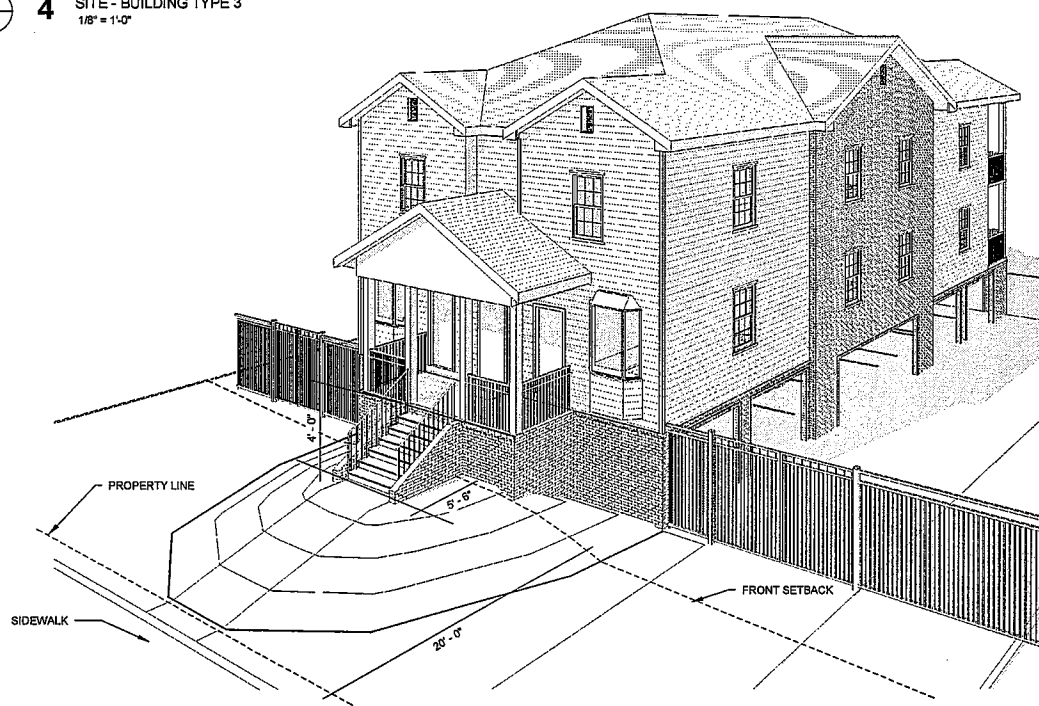 4 SITE - BUILDING TYPE 3
1/8" = 1'-0"
4' - 0"
PROPERTY LINE
5' - 6"
FRONT SETBACK
SIDEWALK
20' - 0"